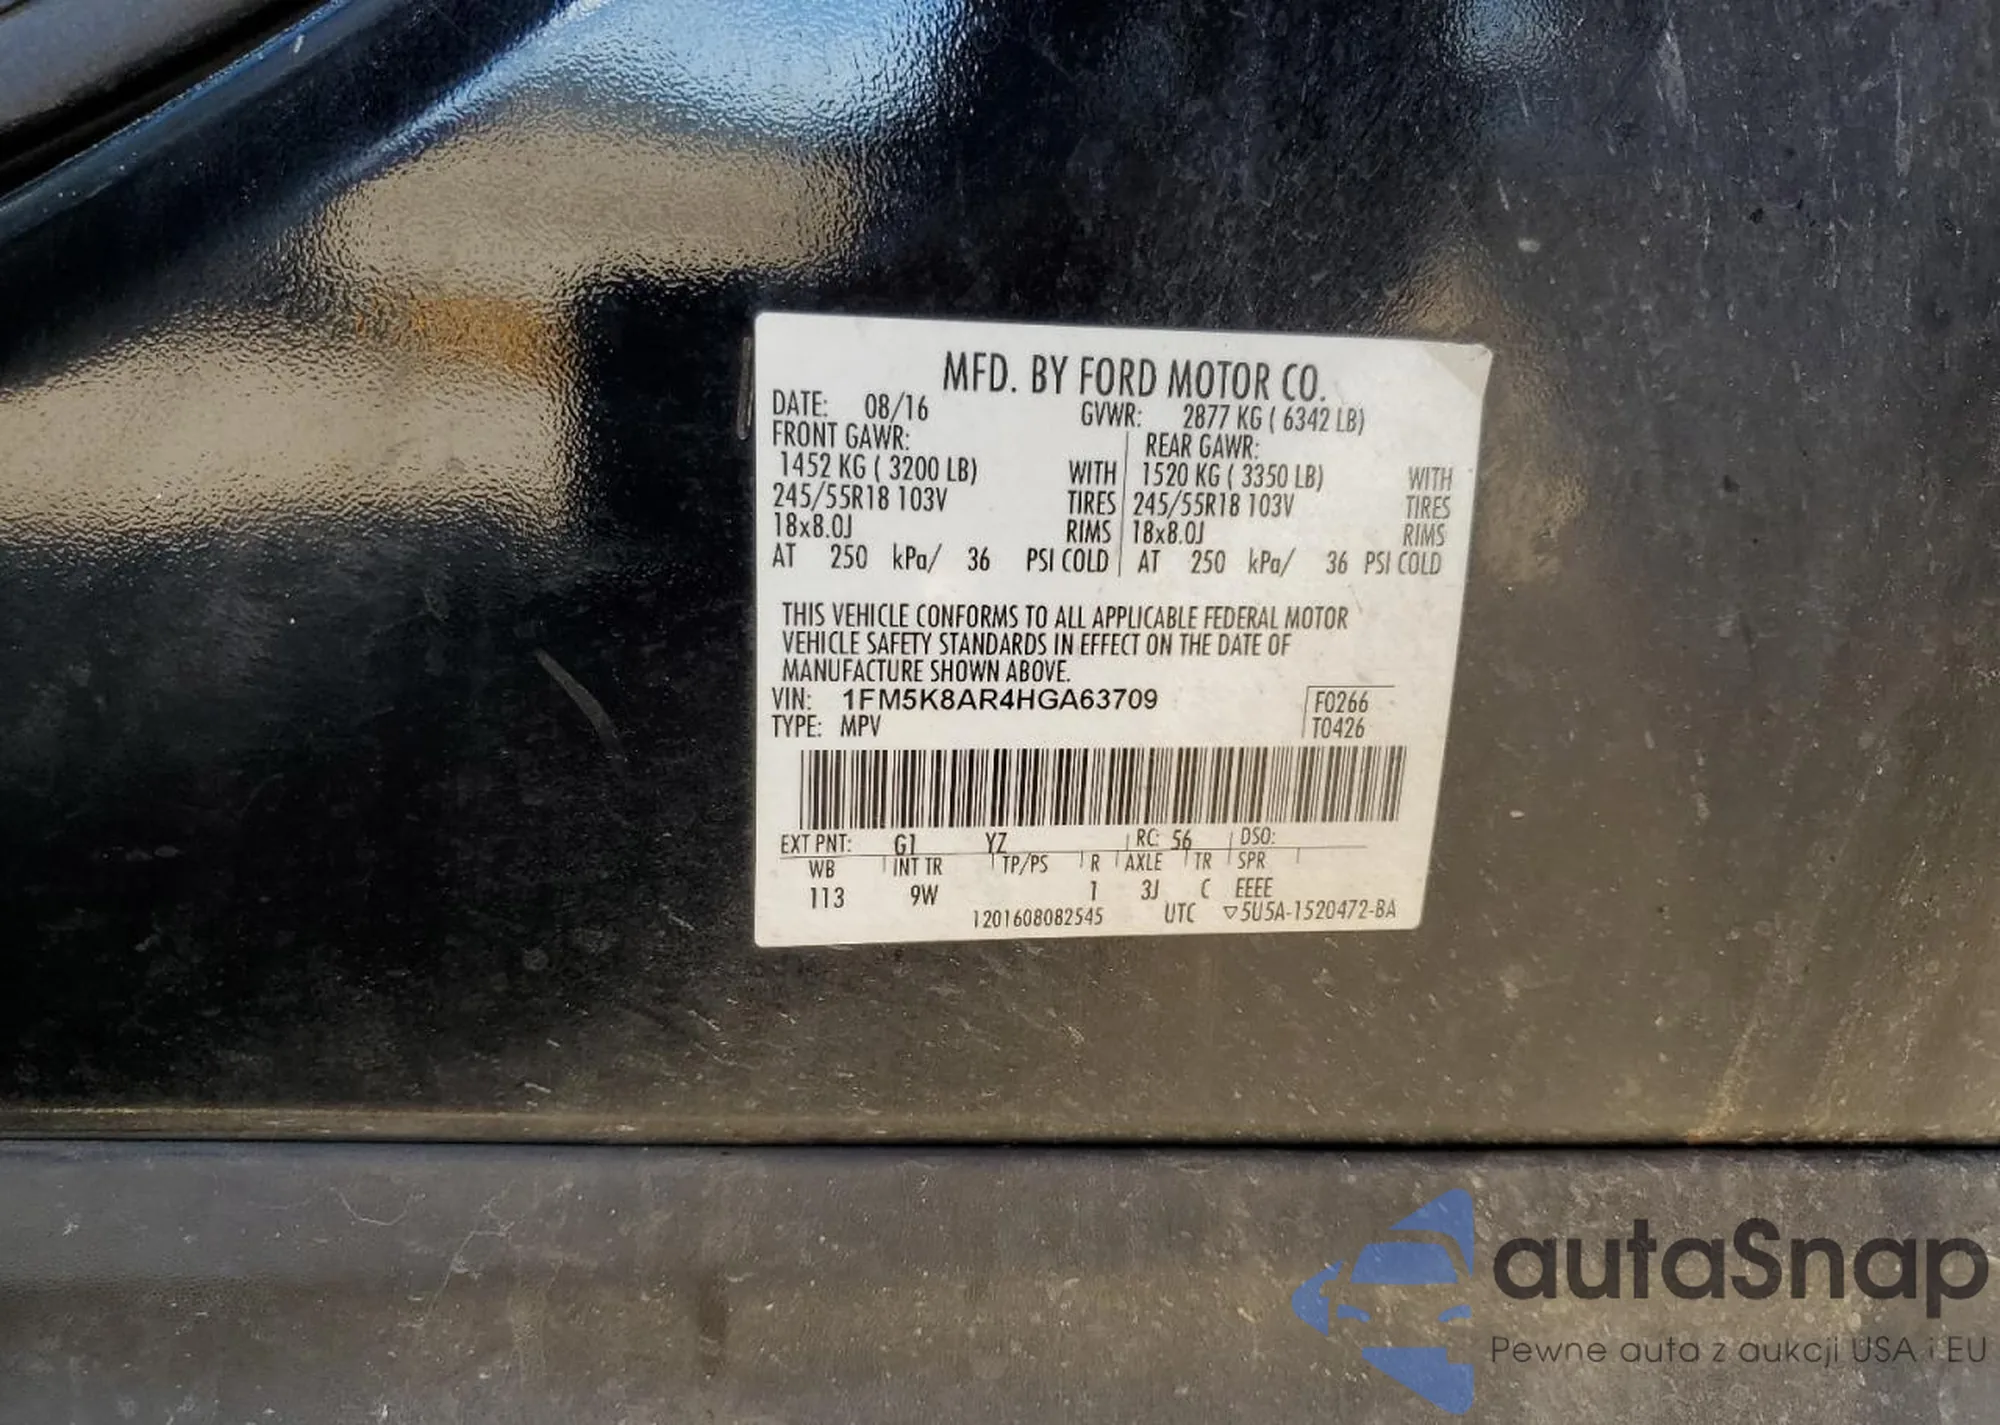 MFD. BY FORD MOTOR CO.
DATE: 08/16 GVWR: 2877 KG ( 6342 LB)
FRONT GAWR: REAR GAWR:
1452 KG ( 3200 LB) WITH 1520 KG ( 3350 LB) WITH
245/55R18 103V TIRES 245/55R18 103V TIRES
18x8.0J RIMS 18x8.0J RIMS
AT 250 kPa/ 36 PSI COLD AT 250 kPa/ 36 PSI COLD
THIS VEHICLE CONFORMS TO ALL APPLICABLE FEDERAL MOTOR
VEHICLE SAFETY STANDARDS IN EFFECT ON THE DATE OF
MANUFACTURE SHOWN ABOVE.
VIN: 1FM5K8AR4HGA63709 F0266
TYPE: MPV T0426
EXT PNT: G1 YZ RC: 56 DSO:
WB INT TR TP/PS R AXLE TR SPR
113 9W 1 3J C EEEE
1201608082545 UTC ▽5U5A-1520472-BA
autaSnap
Pewne auta z aukcji USA i EU